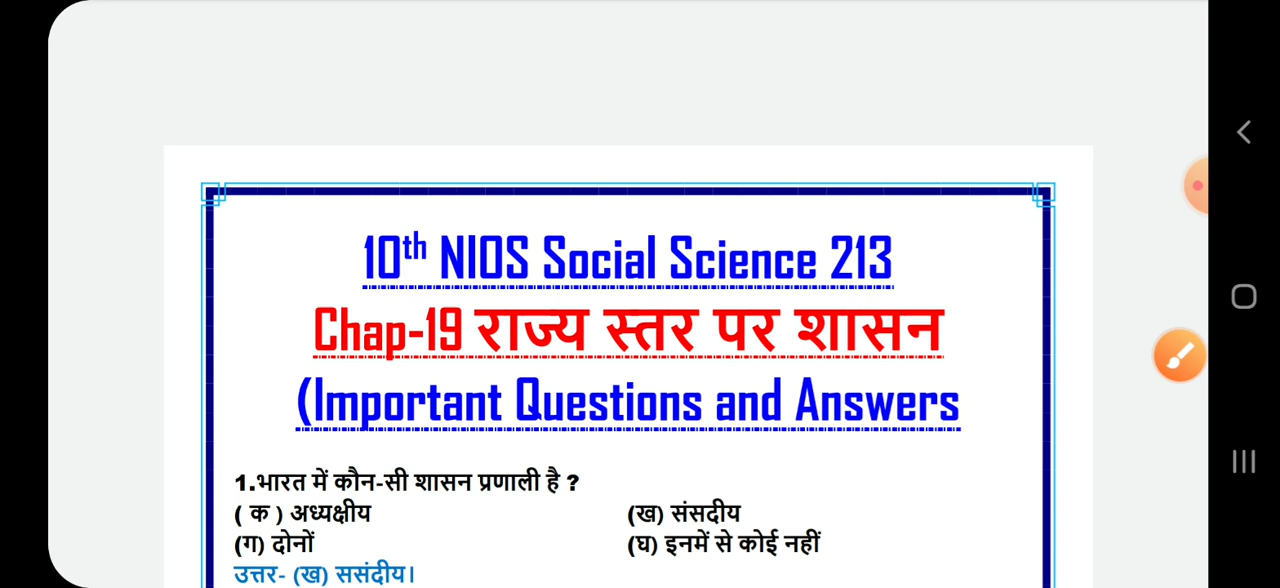 10th NIOS Social Science 213
Chap-19 राज्य स्तर पर शासन
(Important Questions and Answers
1.भारत में कौन-सी शासन प्रणाली है ?
( क ) अध्यक्षीय (ख) संसदीय
(ग) दोनों (घ) इनमें से कोई नहीं
उत्तर- (ख) ससंदीय।